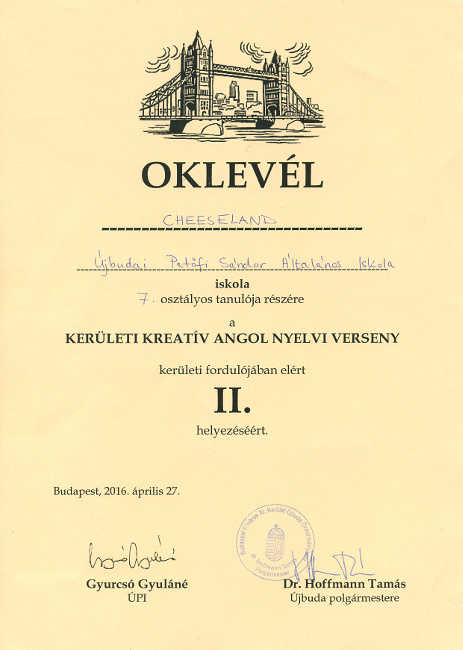 OKLEVÉL
CHEESELAND
Újbudai Petőfi Sándor Általános Iskola
iskola
7. osztályos tanulója részére
a
KERÜLETI KREATÍV ANGOL NYELVI VERSENY
kerületi fordulójában elért
II.
helyezéséért.
Budapest, 2016. április 27.
Gyurcsó Gyuláné
ÚPI
Dr. Hoffmann Tamás
Újbuda polgármestere